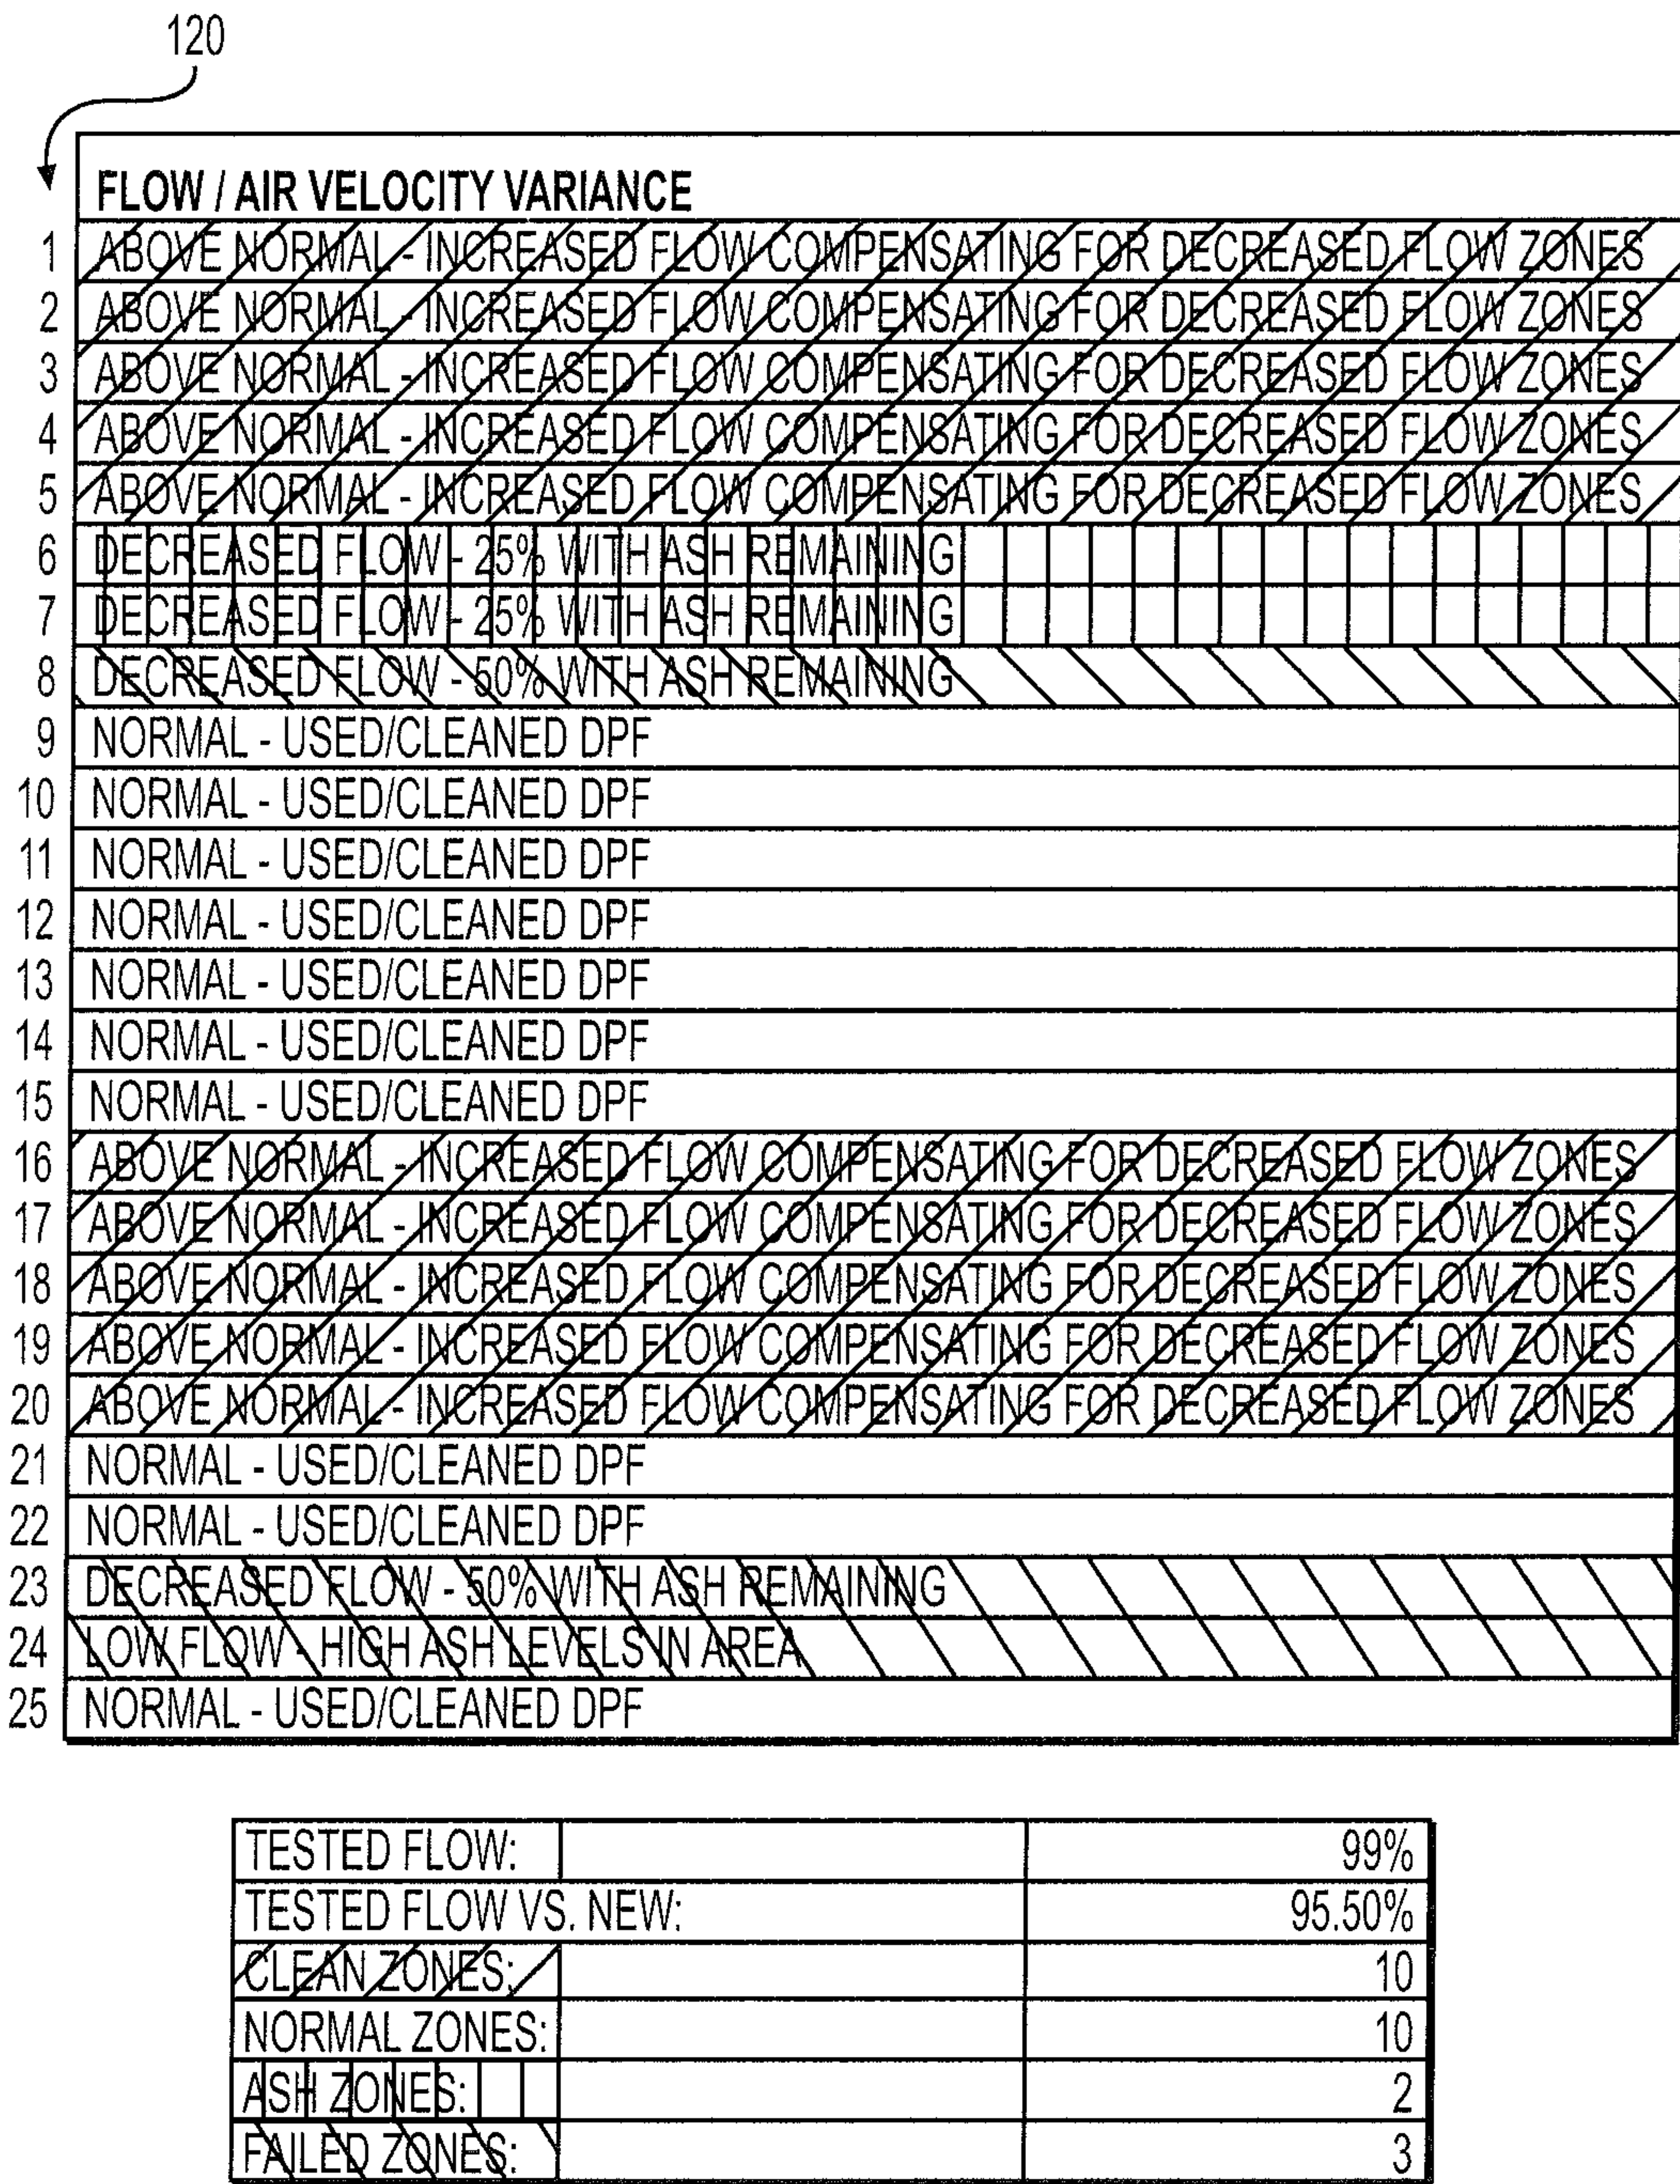 120
FLOW / AIR VELOCITY VARIANCE
1 ABOVE NORMAL - INCREASED FLOW COMPENSATING FOR DECREASED FLOW ZONES
2 ABOVE NORMAL - INCREASED FLOW COMPENSATING FOR DECREASED FLOW ZONES
3 ABOVE NORMAL - INCREASED FLOW COMPENSATING FOR DECREASED FLOW ZONES
4 ABOVE NORMAL - INCREASED FLOW COMPENSATING FOR DECREASED FLOW ZONES
5 ABOVE NORMAL - INCREASED FLOW COMPENSATING FOR DECREASED FLOW ZONES
6 DECREASED FLOW - 25% WITH ASH REMAINING
7 DECREASED FLOW - 25% WITH ASH REMAINING
8 DECREASED FLOW - 50% WITH ASH REMAINING
9 NORMAL - USED/CLEANED DPF
10 NORMAL - USED/CLEANED DPF
11 NORMAL - USED/CLEANED DPF
12 NORMAL - USED/CLEANED DPF
13 NORMAL - USED/CLEANED DPF
14 NORMAL - USED/CLEANED DPF
15 NORMAL - USED/CLEANED DPF
16 ABOVE NORMAL - INCREASED FLOW COMPENSATING FOR DECREASED FLOW ZONES
17 ABOVE NORMAL - INCREASED FLOW COMPENSATING FOR DECREASED FLOW ZONES
18 ABOVE NORMAL - INCREASED FLOW COMPENSATING FOR DECREASED FLOW ZONES
19 ABOVE NORMAL - INCREASED FLOW COMPENSATING FOR DECREASED FLOW ZONES
20 ABOVE NORMAL - INCREASED FLOW COMPENSATING FOR DECREASED FLOW ZONES
21 NORMAL - USED/CLEANED DPF
22 NORMAL - USED/CLEANED DPF
23 DECREASED FLOW - 50% WITH ASH REMAINING
24 LOW FLOW - HIGH ASH LEVELS IN AREA
25 NORMAL - USED/CLEANED DPF
TESTED FLOW: 99%
TESTED FLOW VS. NEW: 95.50%
CLEAN ZONES: 10
NORMAL ZONES: 10
ASH ZONES: 2
FAILED ZONES: 3